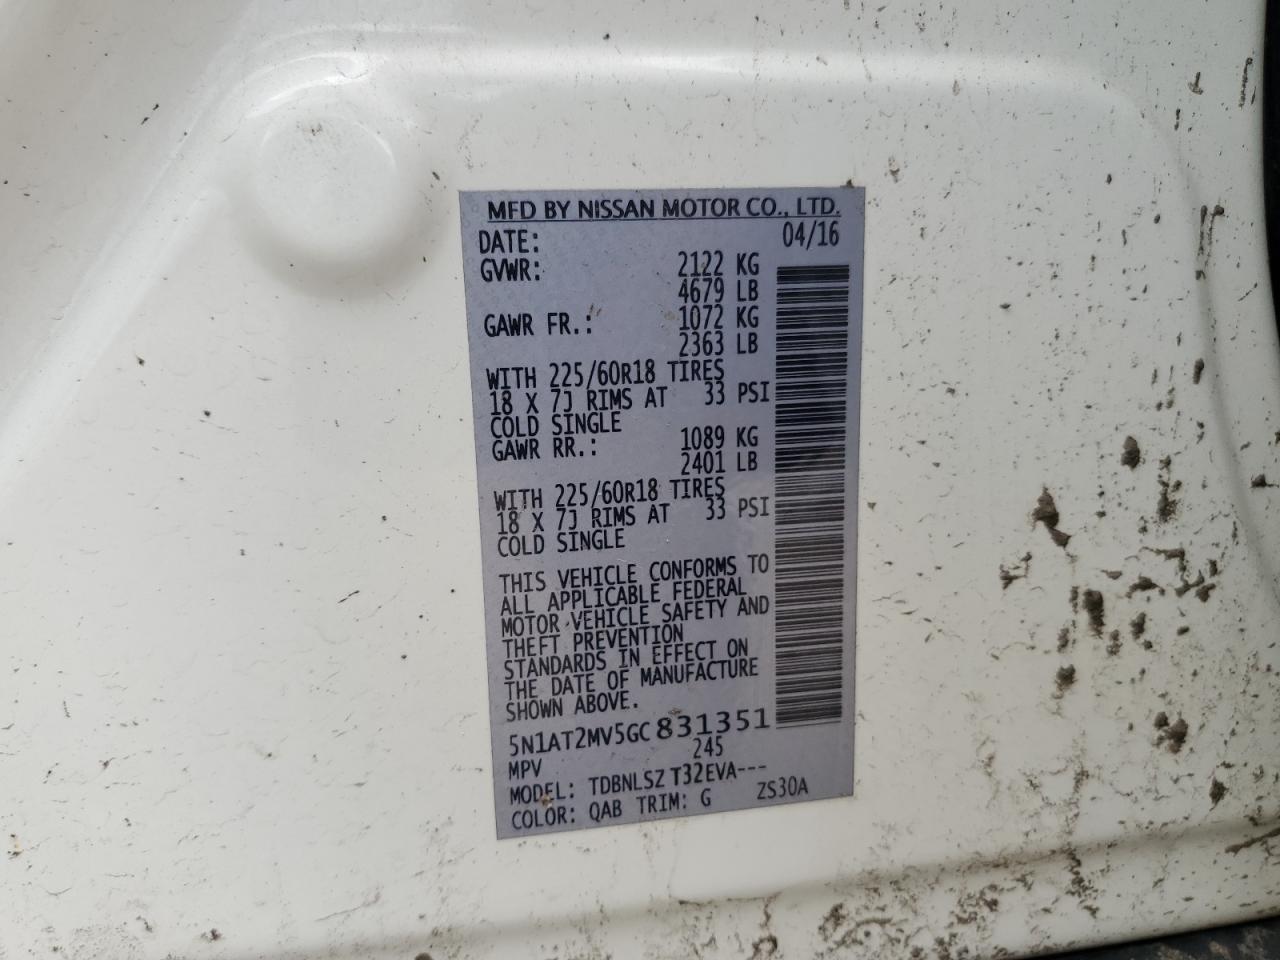 MFD BY NISSAN MOTOR CO., LTD.
DATE: 04/16
GVWR: 2122 KG
4679 LB
GAWR FR.: 1072 KG
2363 LB
WITH 225/60R18 TIRES
18 X 7J RIMS AT 33 PSI
COLD SINGLE
GAWR RR.: 1089 KG
2401 LB
WITH 225/60R18 TIRES
18 X 7J RIMS AT 33 PSI
COLD SINGLE
THIS VEHICLE CONFORMS TO
ALL APPLICABLE FEDERAL
MOTOR VEHICLE SAFETY AND
THEFT PREVENTION
STANDARDS IN EFFECT ON
THE DATE OF MANUFACTURE
SHOWN ABOVE.
5N1AT2MV5GC831351
MPV 245
MODEL: TDBNLSZ T32EVA---
COLOR: QAB TRIM: G ZS30A